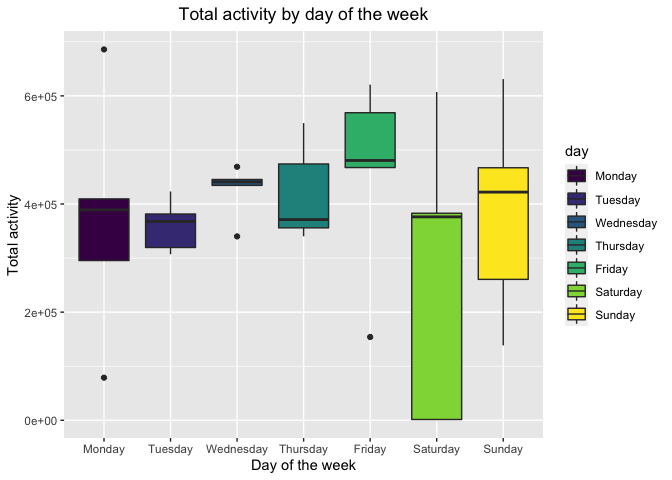 Total activity by day of the week
Total activity
6e+05
4e+05
2e+05
0e+00
Monday Tuesday Wednesday Thursday Friday Saturday Sunday
Day of the week
day
Monday
Tuesday
Wednesday
Thursday
Friday
Saturday
Sunday